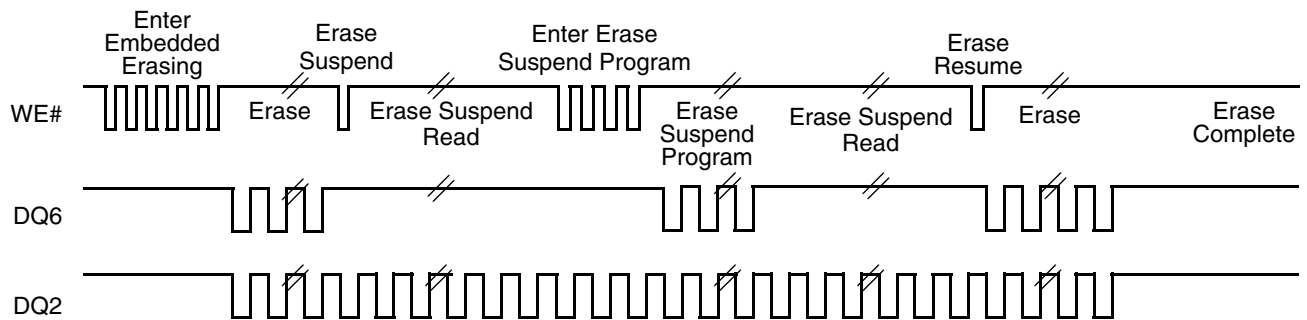 Enter
Embedded
Erasing
Erase
Suspend
Enter Erase
Suspend Program
Erase
Resume
WE#
Erase
Erase Suspend
Read
Erase
Suspend
Program
Erase Suspend
Read
Erase
Erase
Complete
DQ6
DQ2